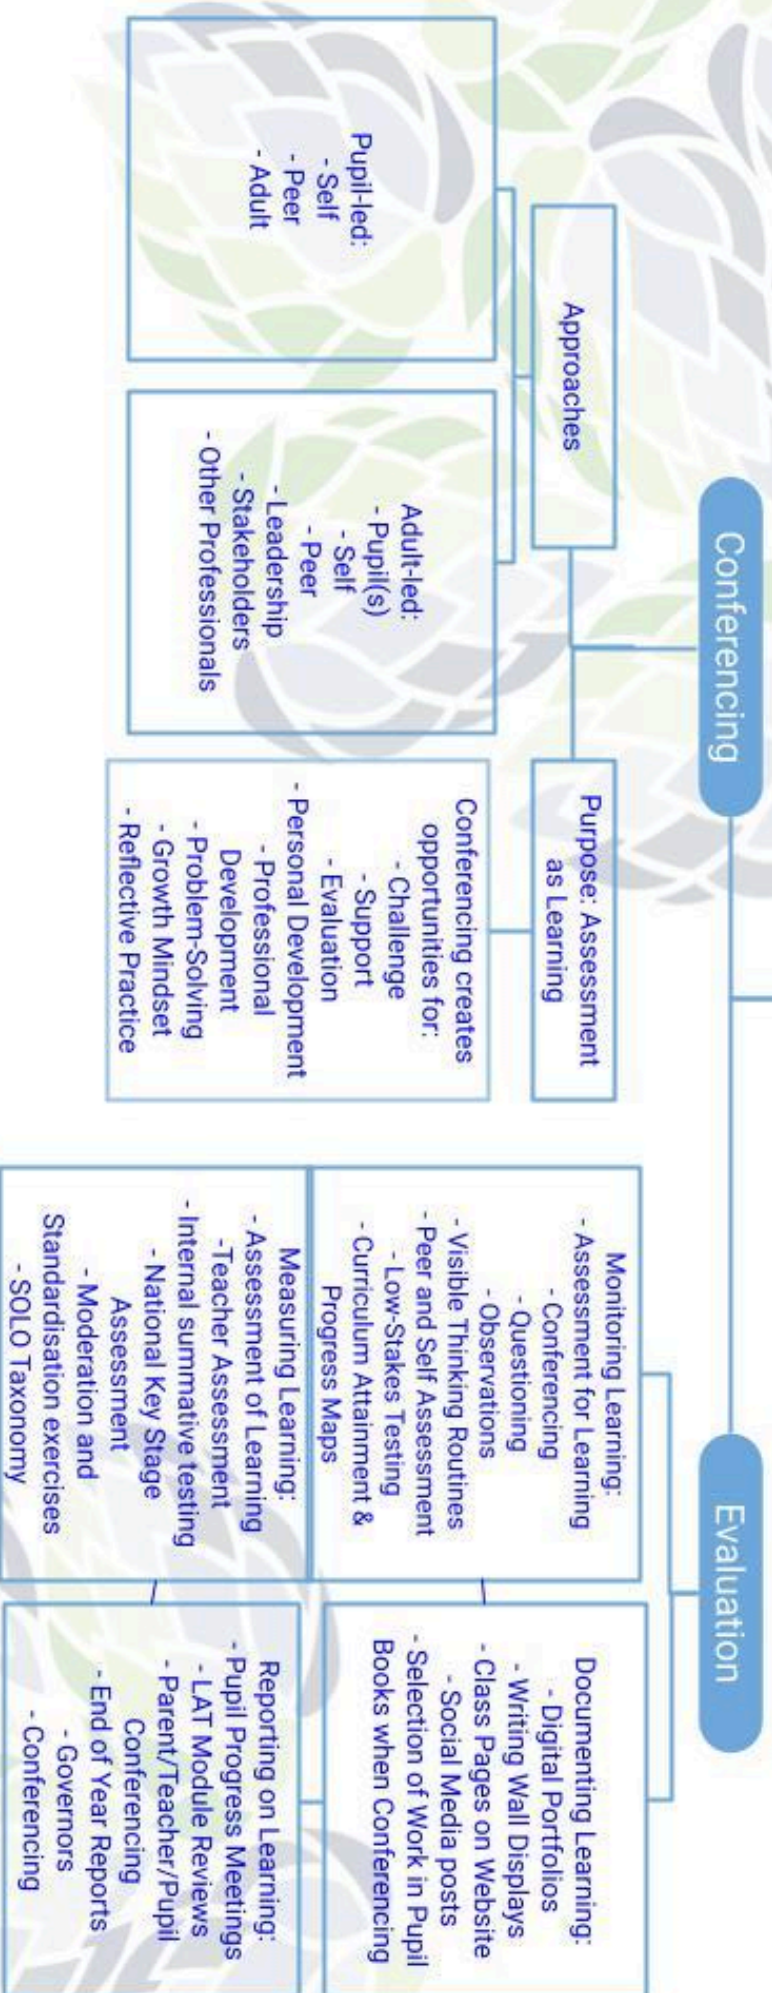 Conferencing
Approaches
Pupil-led:
- Self
- Peer
- Adult
Adult-led:
- Pupil(s)
- Self
- Peer
- Leadership
- Stakeholders
- Other Professionals
Purpose: Assessment
as Learning
Conferencing creates
opportunities for:
- Challenge
- Support
- Evaluation
- Personal Development
- Professional
Development
- Problem-Solving
- Growth Mindset
- Reflective Practice
Evaluation
Monitoring Learning:
- Assessment for Learning
- Conferencing
- Questioning
- Observations
- Visible Thinking Routines
- Peer and Self Assessment
- Low-Stakes Testing
- Curriculum Attainment &
Progress Maps
Measuring Learning:
- Assessment of Learning
-Teacher Assessment
- Internal summative testing
- National Key Stage
Assessment
- Moderation and
Standardisation exercises
- SOLO Taxonomy
Documenting Learning:
- Digital Portfolios
- Writing Wall Displays
- Class Pages on Website
- Social Media posts
- Selection of Work in Pupil
Books when Conferencing
Reporting on Learning:
- Pupil Progress Meetings
- LAT Module Reviews
- Parent/Teacher/Pupil
Conferencing
- End of Year Reports
- Governors
- Conferencing